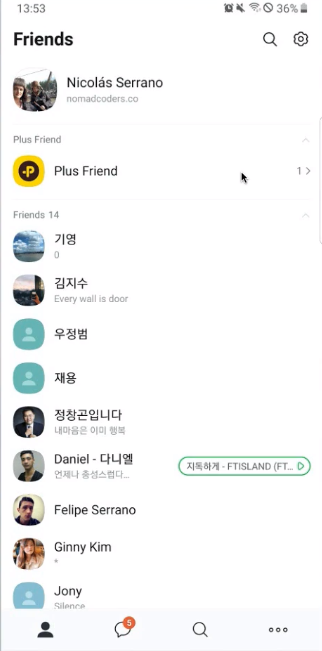 13:53
36%
Friends
Nicolás Serrano
nomadcoders.co
Plus Friend
Plus Friend
1
Friends 14
기영
0
김지수
Every wall is door
우정범
재용
정창곤입니다
내마음은 이미 행복
Daniel - 다니엘
언제나 충성스럽다...
지독하게 - FTISLAND (FT...
Felipe Serrano
Ginny Kim
*
Jony
Silence
5